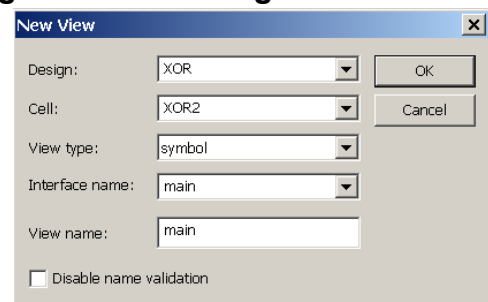 New View
Design: XOR OK
Cell: XOR2 Cancel
View type: symbol
Interface name: main
View name: main
Disable name validation